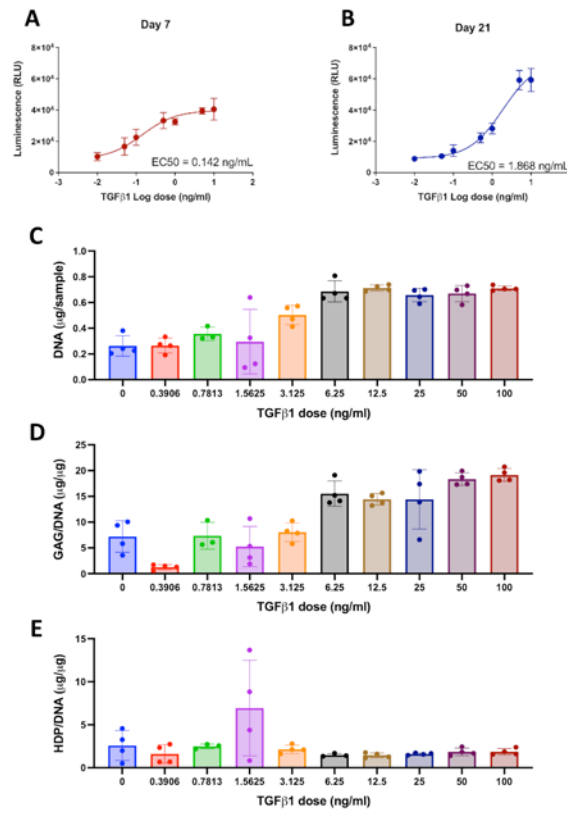 A
Day 7
Luminescence (RLU)
8×10⁴
6×10⁴
4×10⁴
2×10⁴
0
EC50 = 0.142 ng/mL
-3 -2 -1 0 1 2
TGFβ1 Log dose (ng/ml)
B
Day 21
Luminescence (RLU)
8×10⁴
6×10⁴
4×10⁴
2×10⁴
0
EC50 = 1.868 ng/mL
-3 -2 -1 0 1
TGFβ1 Log dose (ng/ml)
C
DNA (μg/sample)
1.0
0.8
0.6
0.4
0.2
0.0
0 0.3906 0.7813 1.5625 3.125 6.25 12.5 25 50 100
TGFβ1 dose (ng/ml)
D
GAG/DNA (μg/μg)
25
20
15
10
5
0
0 0.3906 0.7813 1.5625 3.125 6.25 12.5 25 50 100
TGFβ1 dose (ng/ml)
E
HDP/DNA (μg/μg)
15
10
5
0
0 0.3906 0.7813 1.5625 3.125 6.25 12.5 25 50 100
TGFβ1 dose (ng/ml)